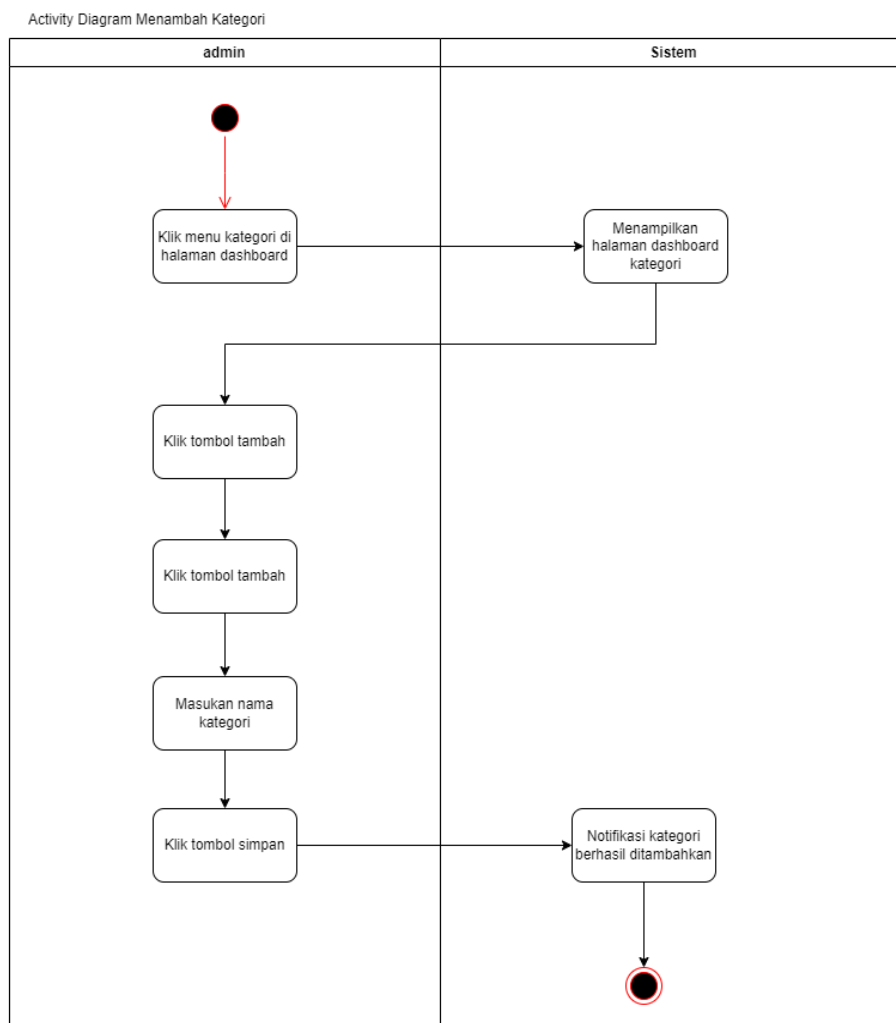 Activity Diagram Menambah Kategori
admin
Sistem
Klik menu kategori di
halaman dashboard
Menampilkan
halaman dashboard
kategori
Klik tombol tambah
Klik tombol tambah
Masukan nama
kategori
Klik tombol simpan
Notifikasi kategori
berhasil ditambahkan